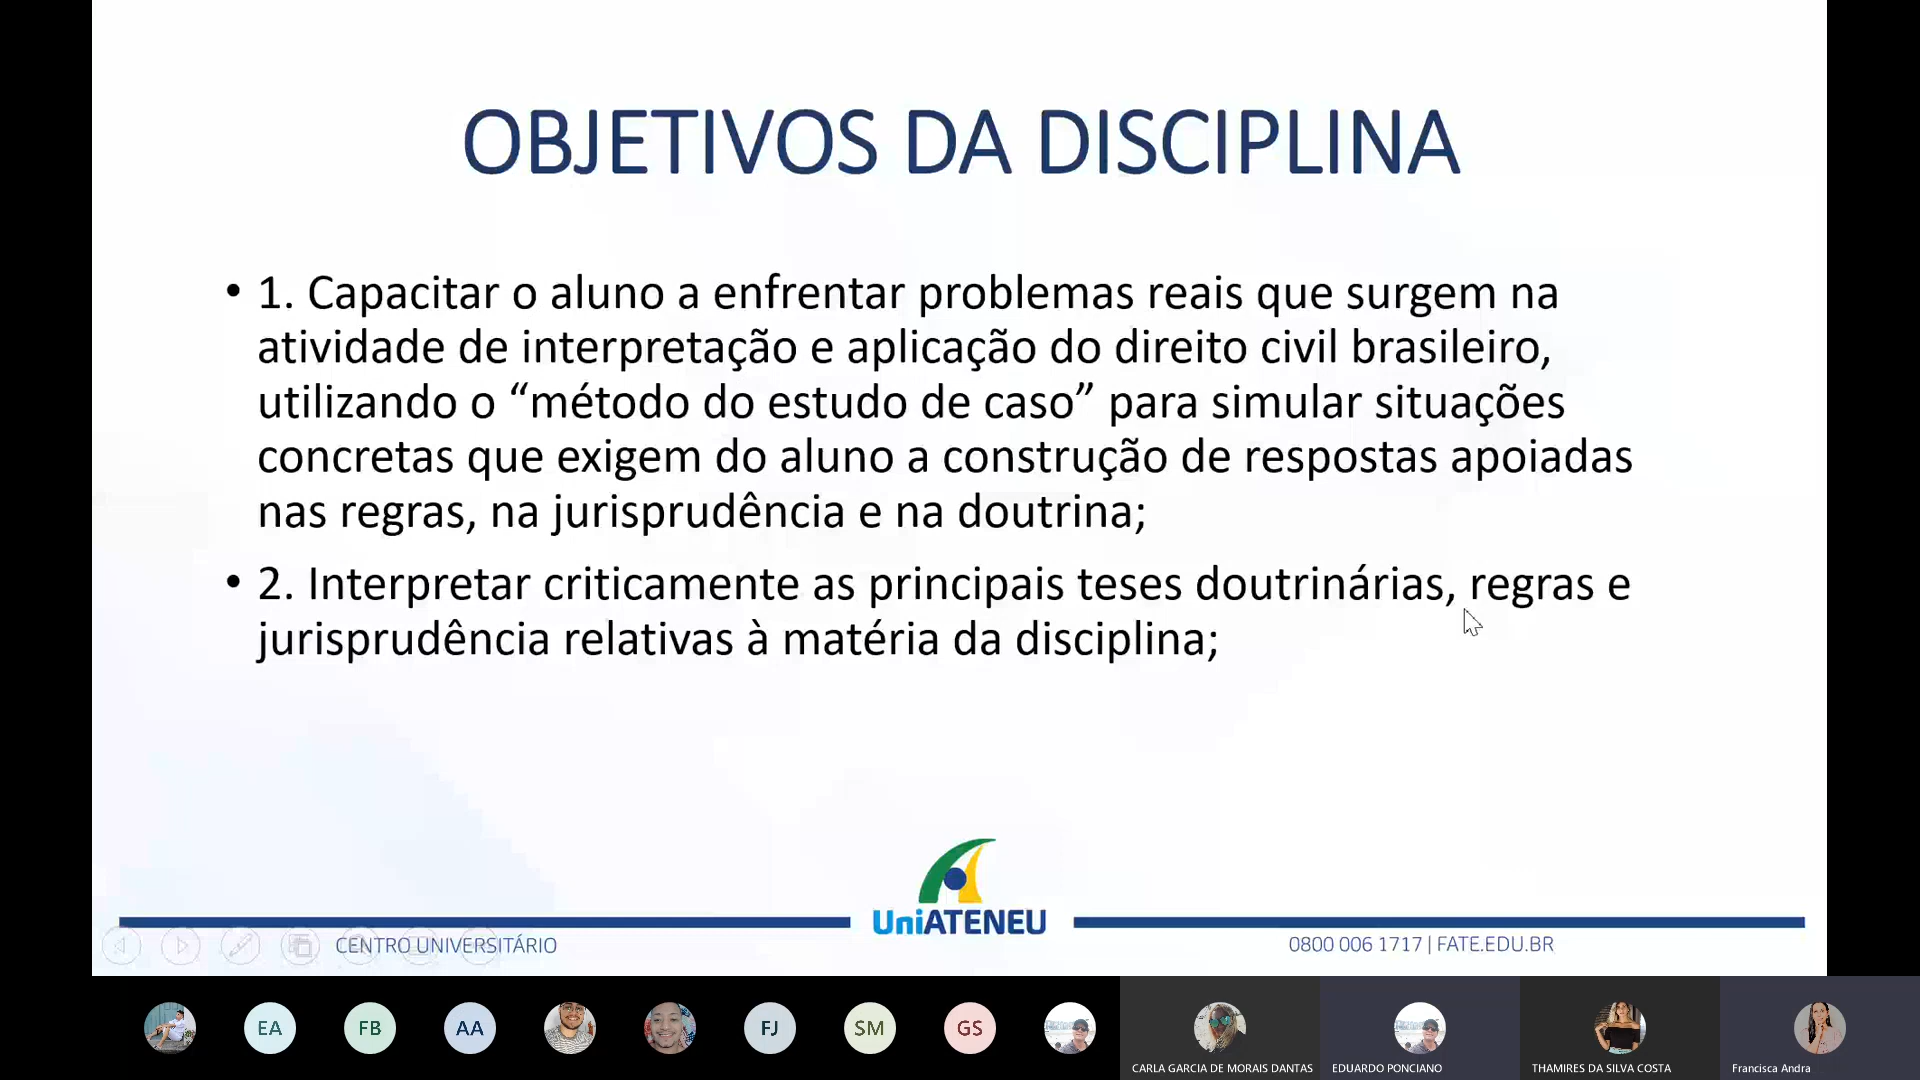 OBJETIVOS DA DISCIPLINA
• 1. Capacitar o aluno a enfrentar problemas reais que surgem na
atividade de interpretação e aplicação do direito civil brasileiro,
utilizando o “método do estudo de caso” para simular situações
concretas que exigem do aluno a construção de respostas apoiadas
nas regras, na jurisprudência e na doutrina;
• 2. Interpretar criticamente as principais teses doutrinárias, regras e
jurisprudência relativas à matéria da disciplina;
UniATENEU
CENTRO UNIVERSITÁRIO
0800 006 1717 | FATE.EDU.BR
EA
FB
AA
FJ
SM
GS
CARLA GARCIA DE MORAIS DANTAS
EDUARDO PONCIANO
THAMIRES DA SILVA COSTA
Francisca Andra